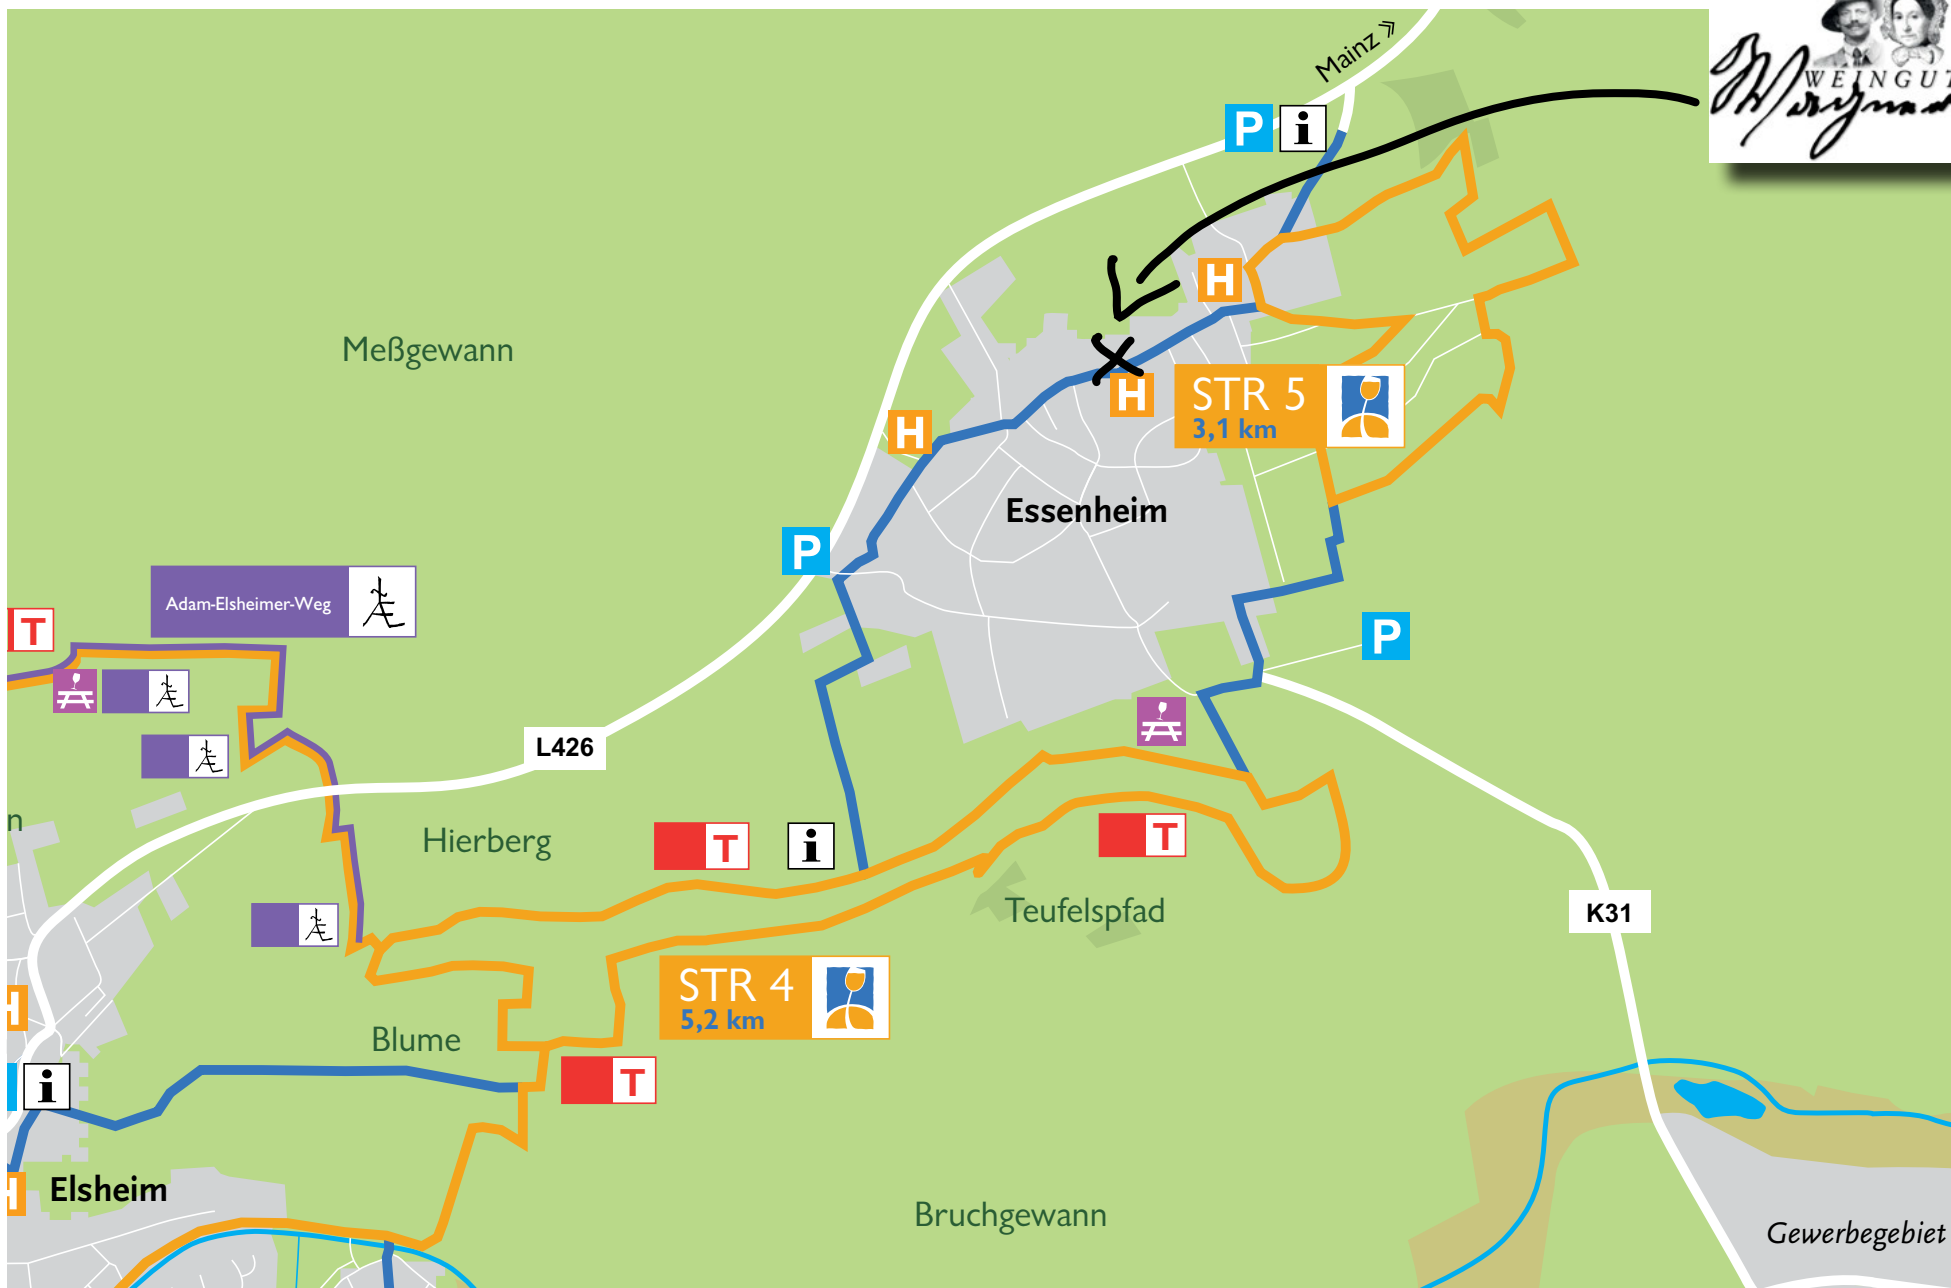 Mainz »
WEINGUT
Wagner
P i
H
Meßgewann
H
STR 5
3,1 km
H
Essenheim
P
Adam-Elsheimer-Weg
T
P
L426
n
Hierberg
T i
T
Teufelspfad
K31
STR 4
5,2 km
H
Blume
i
T
H
Elsheim
Bruchgewann
Gewerbegebiet